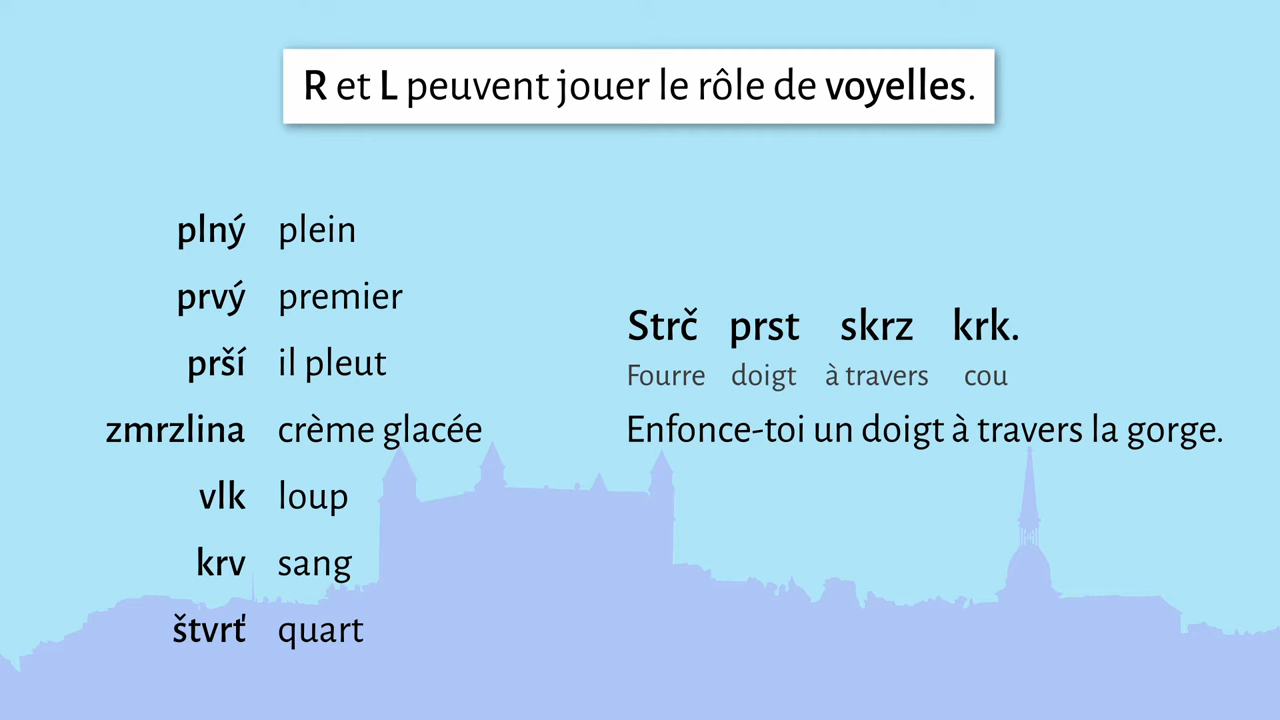 R et L peuvent jouer le rôle de voyelles.
plný plein
prvý premier
prší il pleut
zmrzlina crème glacée
vlk loup
krv sang
štvrť quart
Strč prst skrz krk.
Fourre doigt à travers cou
Enfonce-toi un doigt à travers la gorge.